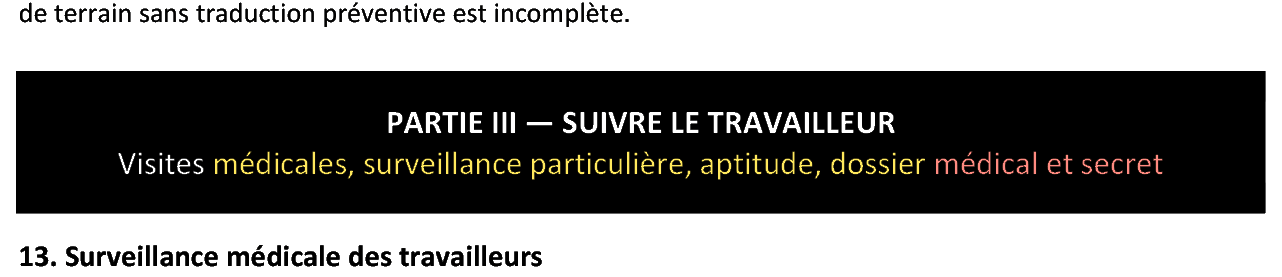 de terrain sans traduction préventive est incomplète.
PARTIE III — SUIVRE LE TRAVAILLEUR
Visites médicales, surveillance particulière, aptitude, dossier médical et secret
13. Surveillance médicale des travailleurs